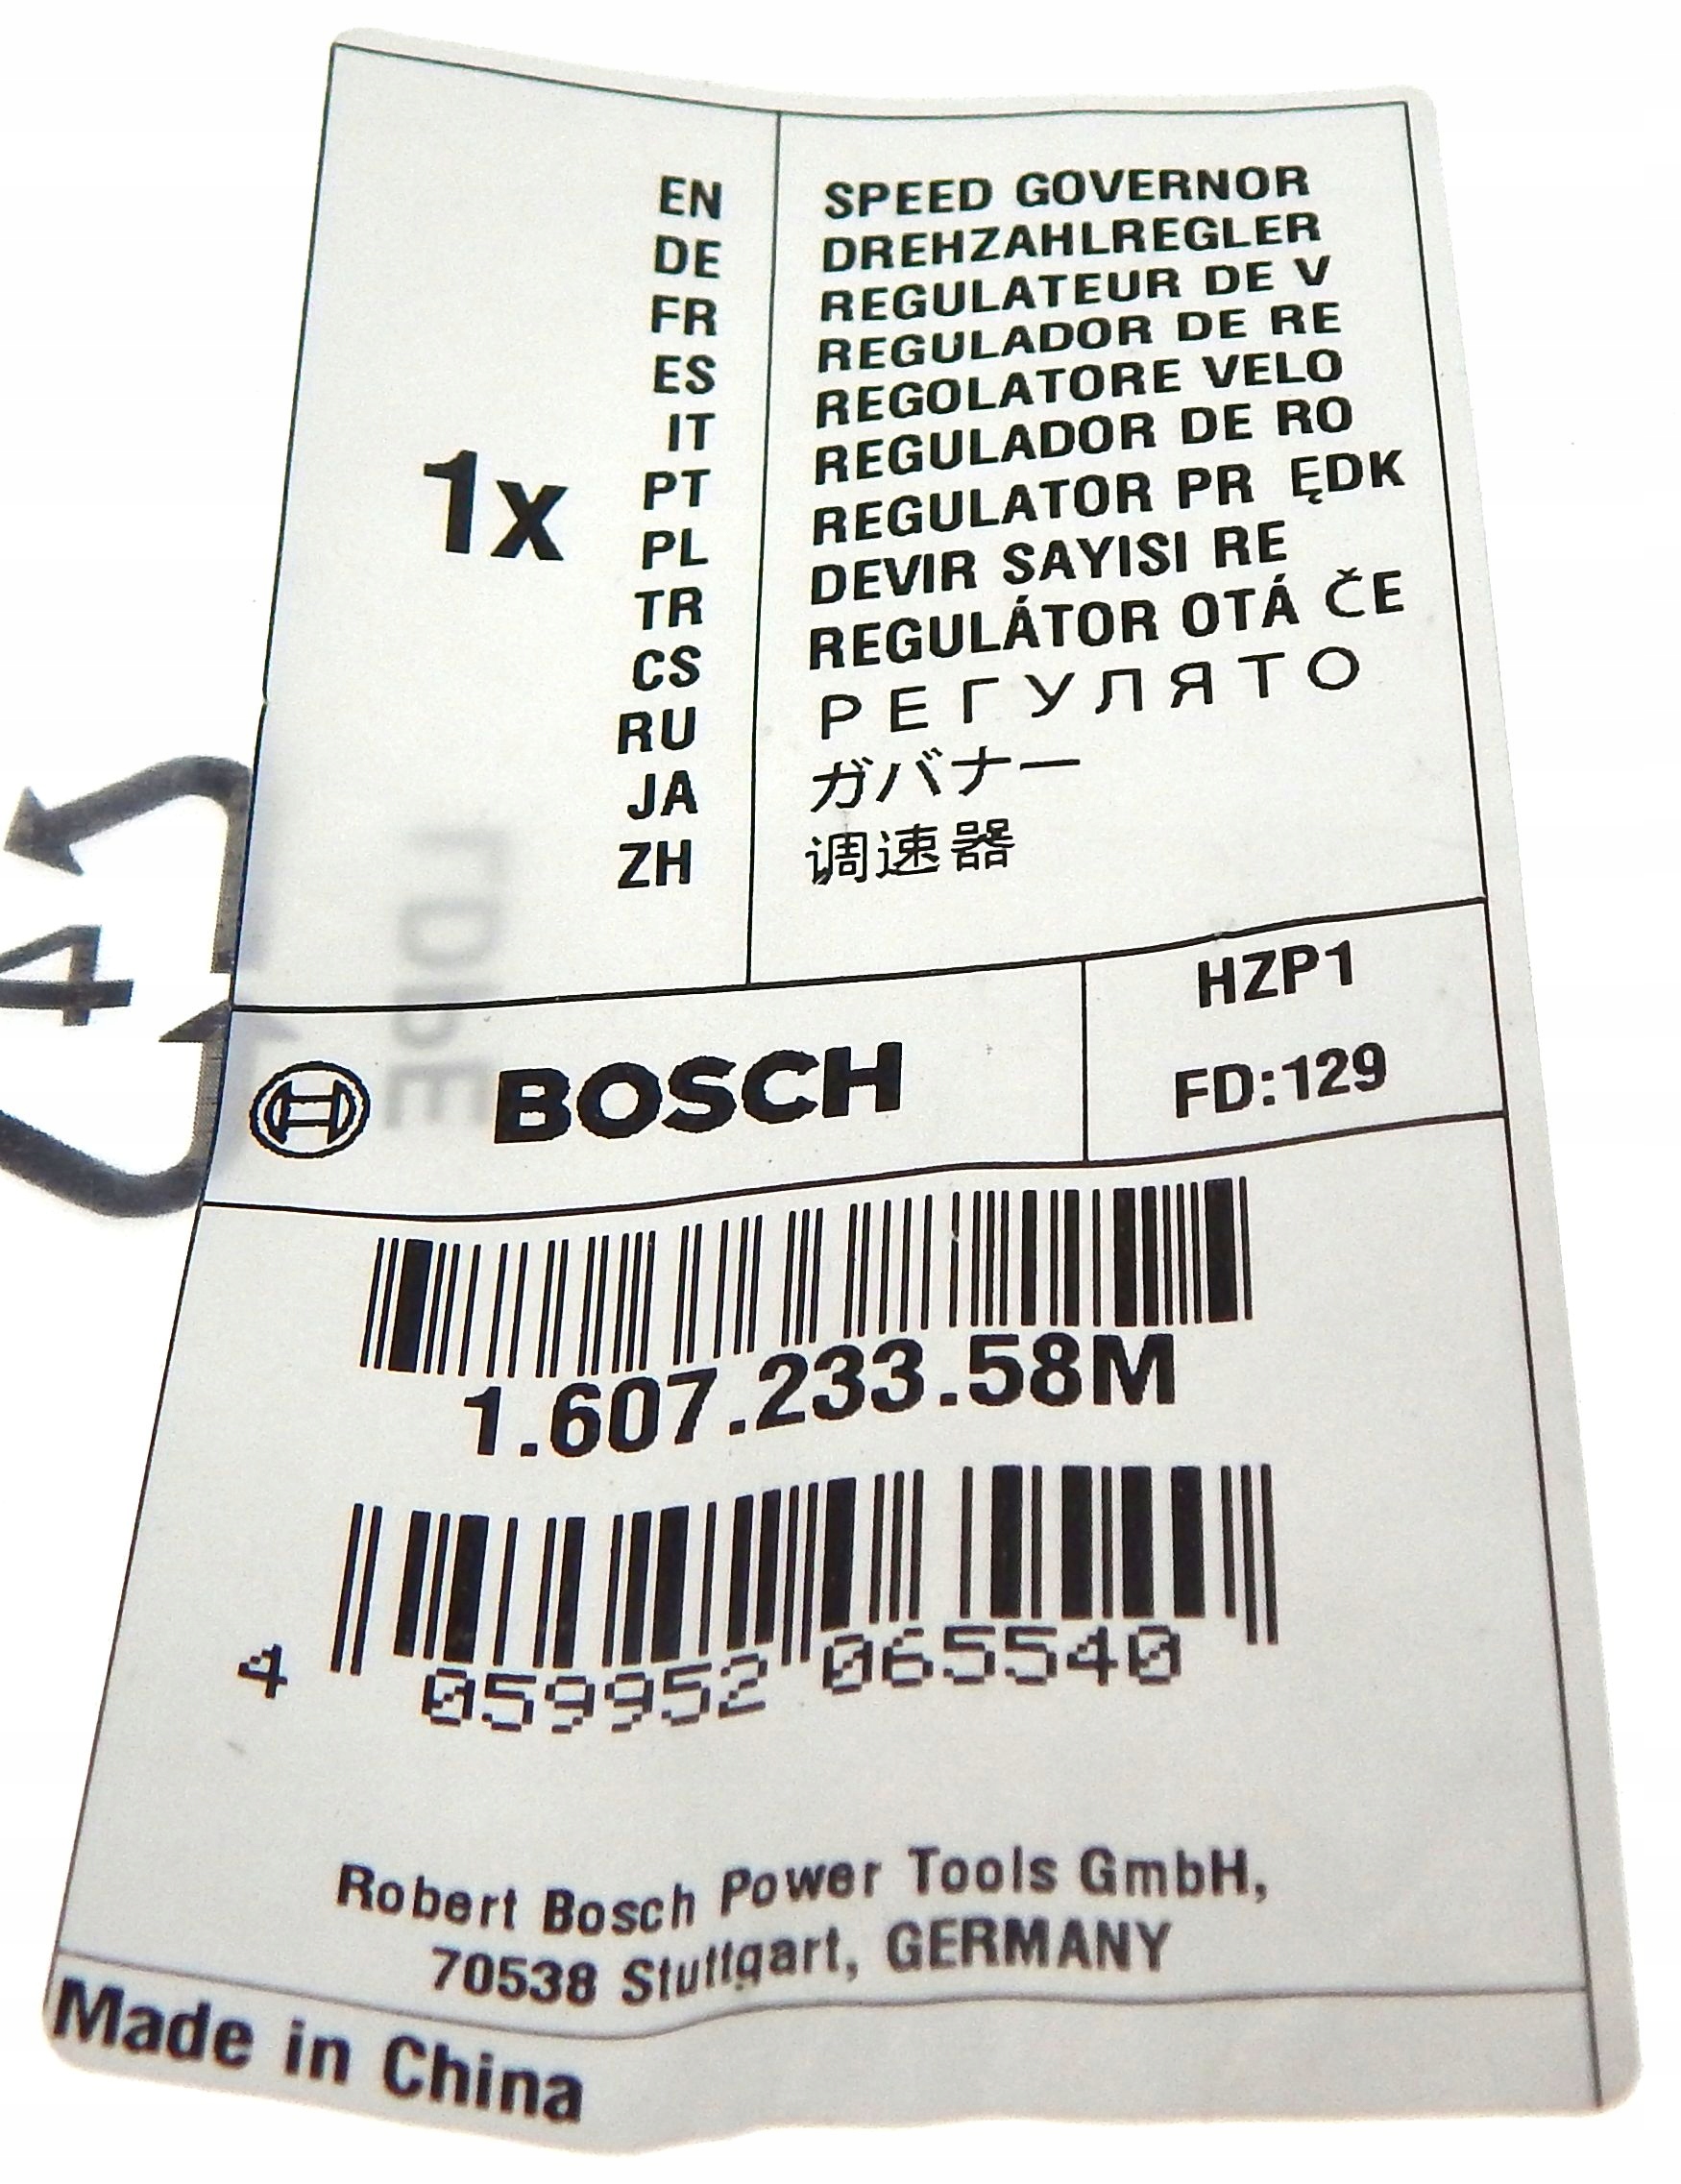 1x
EN SPEED GOVERNOR
DE DREHZAHLREGLER
FR REGULATEUR DE V
ES REGULADOR DE RE
IT REGOLATORE VELO
PT REGULADOR DE RO
PL REGULATOR PR ĘDK
TR DEVIR SAYISI RE
CS REGULÁTOR OTÁ ČE
RU РЕГУЛЯТО
JA ガバナー
ZH 调速器
4
LDPE
BOSCH
HZP1
FD:129
1.607.233.58M
4 059952 065540
Robert Bosch Power Tools GmbH,
70538 Stuttgart, GERMANY
Made in China